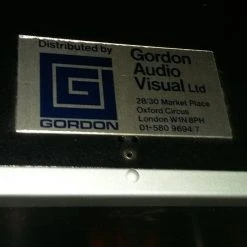 Distributed by
G
GORDON
Gordon
Audio
Visual Ltd
28/30 Market Place
Oxford Circus
London W1N 8PH
01-580 9694/7